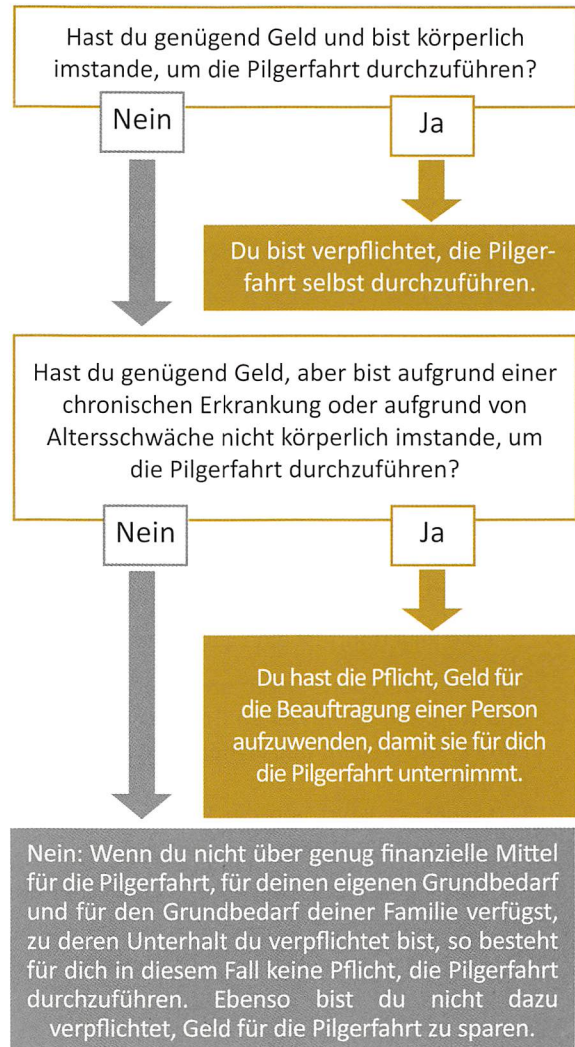 Hast du genügend Geld und bist körperlich
imstande, um die Pilgerfahrt durchzuführen?
Nein
Ja
Du bist verpflichtet, die Pilger-
fahrt selbst durchzuführen.
Hast du genügend Geld, aber bist aufgrund einer
chronischen Erkrankung oder aufgrund von
Altersschwäche nicht körperlich imstande, um
die Pilgerfahrt durchzuführen?
Nein
Ja
Du hast die Pflicht, Geld für
die Beauftragung einer Person
aufzuwenden, damit sie für dich
die Pilgerfahrt unternimmt.
Nein: Wenn du nicht über genug finanzielle Mittel
für die Pilgerfahrt, für deinen eigenen Grundbedarf
und für den Grundbedarf deiner Familie verfügst,
zu deren Unterhalt du verpflichtet bist, so besteht
für dich in diesem Fall keine Pflicht, die Pilgerfahrt
durchzuführen. Ebenso bist du nicht dazu
verpflichtet, Geld für die Pilgerfahrt zu sparen.